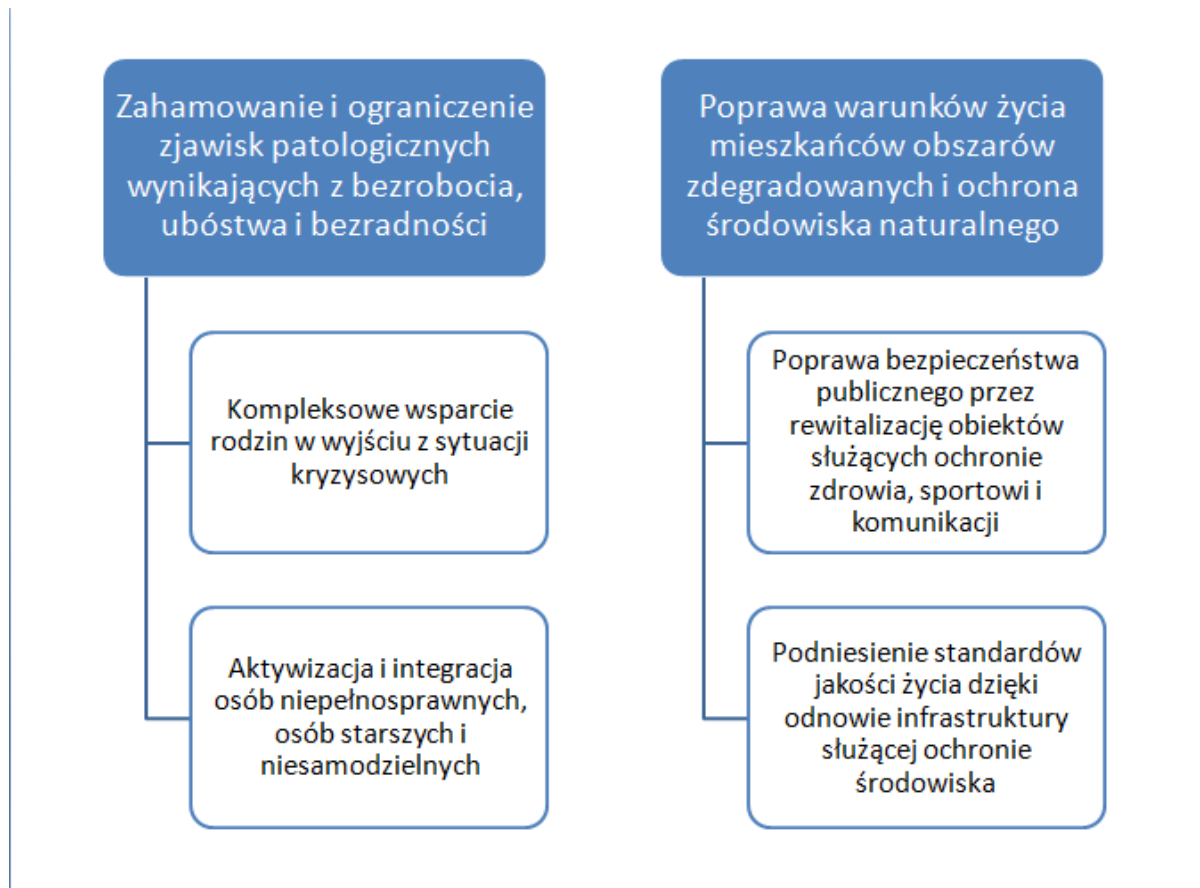 Zahamowanie i ograniczenie
zjawisk patologicznych
wynikających z bezrobocia,
ubóstwa i bezradności
Kompleksowe wsparcie
rodzin w wyjściu z sytuacji
kryzysowych
Aktywizacja i integracja
osób niepełnosprawnych,
osób starszych i
niesamodzielnych
Poprawa warunków życia
mieszkańców obszarów
zdegradowanych i ochrona
środowiska naturalnego
Poprawa bezpieczeństwa
publicznego przez
rewitalizację obiektów
służących ochronie
zdrowia, sportowi i
komunikacji
Podniesienie standardów
jakości życia dzięki
odnowie infrastruktury
służącej ochronie
środowiska